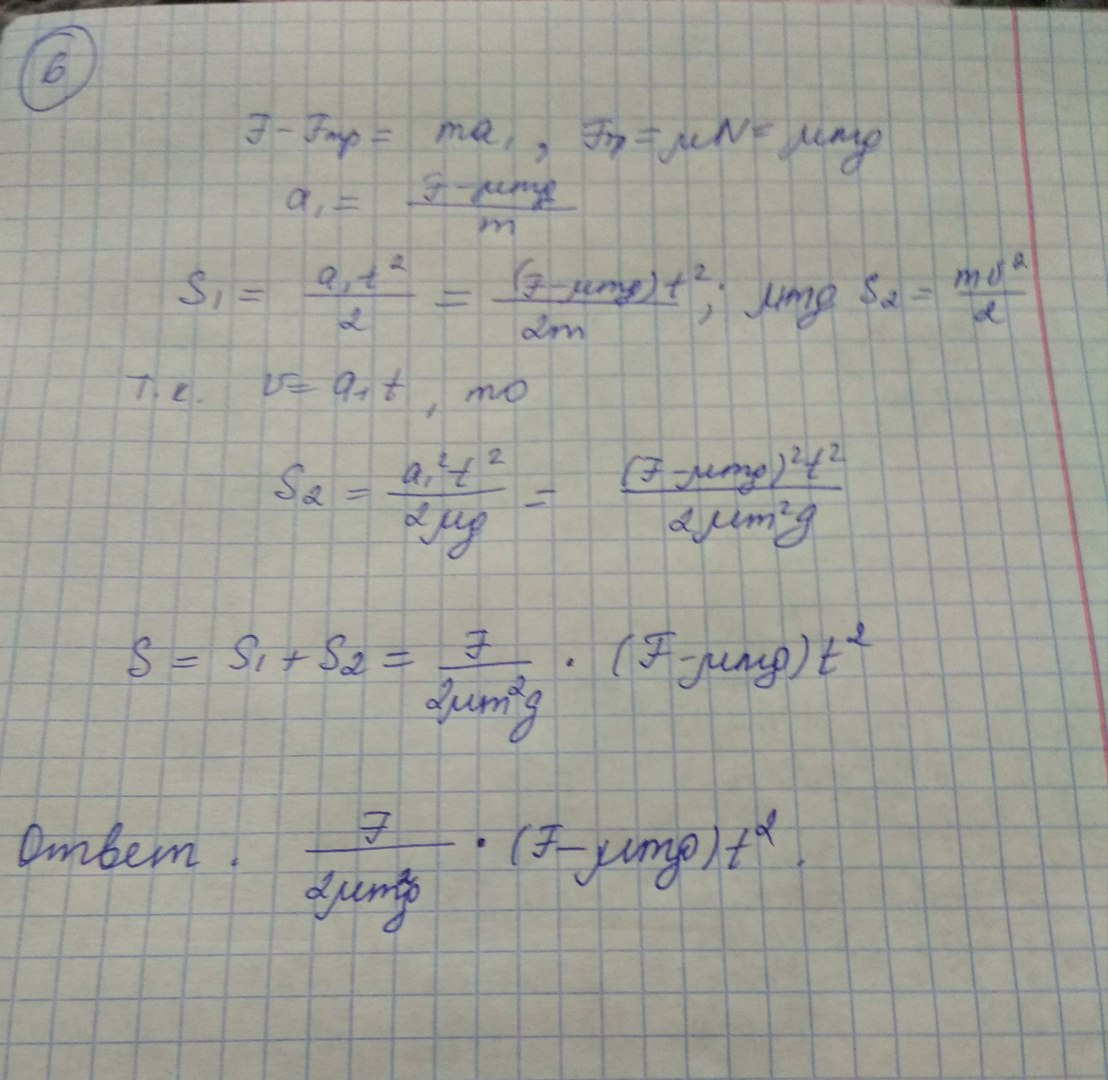 6
F - Fтр = ma₁, Fтр = μN = μmg
a₁ = (F - μmg)/m
S₁ = a₁t²/2 = (F - μmg)t²/2m; μmg S₂ = mv²/2
Т.к. v = a₁t, то
S₂ = a₁²t²/2μg = (F - μmg)²t²/2μm²g
S = S₁ + S₂ = F/2μm²g · (F - μmg)t²
Ответ. F/2μm²g · (F - μmg)t².